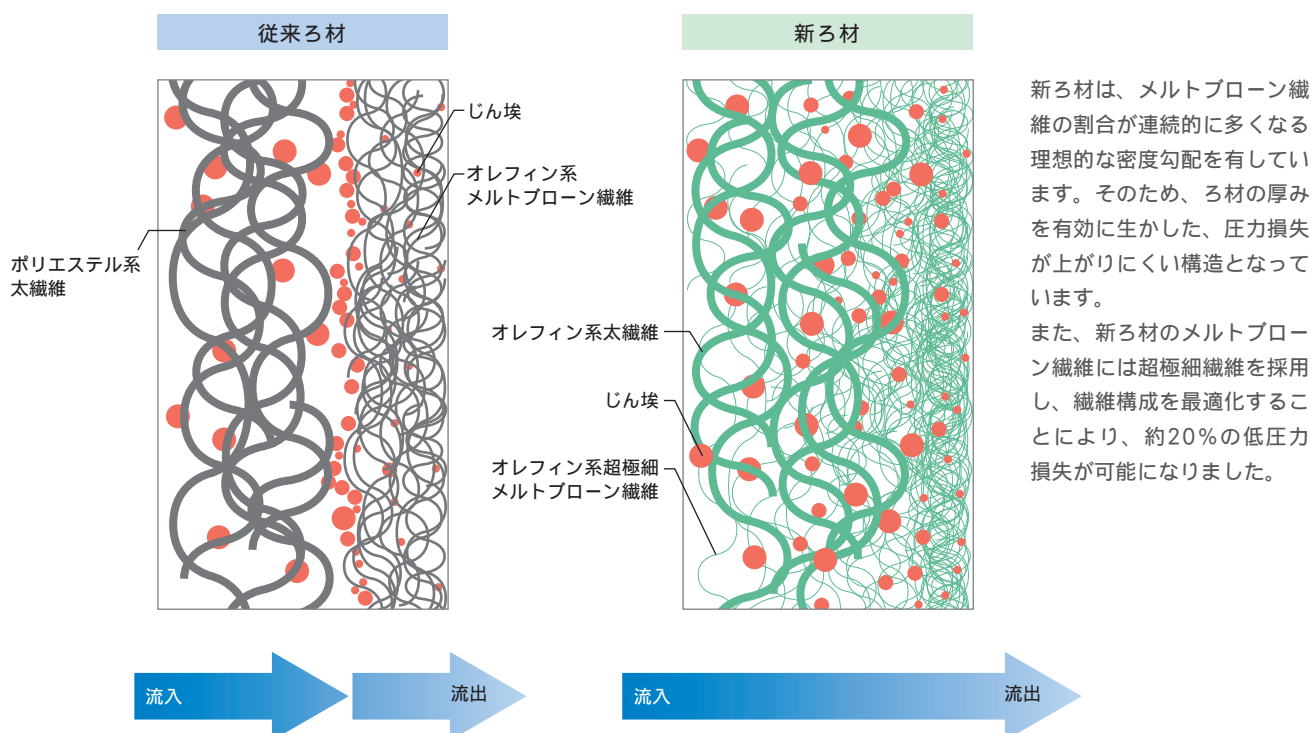 従来ろ材
じん埃
オレフィン系
メルトブローン繊維
ポリエステル系
太繊維
流入
流出
新ろ材
オレフィン系太繊維
じん埃
オレフィン系超極細
メルトブローン繊維
流入
流出
新ろ材は、メルトブローン繊
維の割合が連続的に多くなる
理想的な密度勾配を有してい
ます。そのため、ろ材の厚み
を有効に生かした、圧力損失
が上がりにくい構造となって
います。
また、新ろ材のメルトブロー
ン繊維には超極細繊維を採用
し、繊維構成を最適化するこ
とにより、約20%の低圧力
損失が可能になりました。